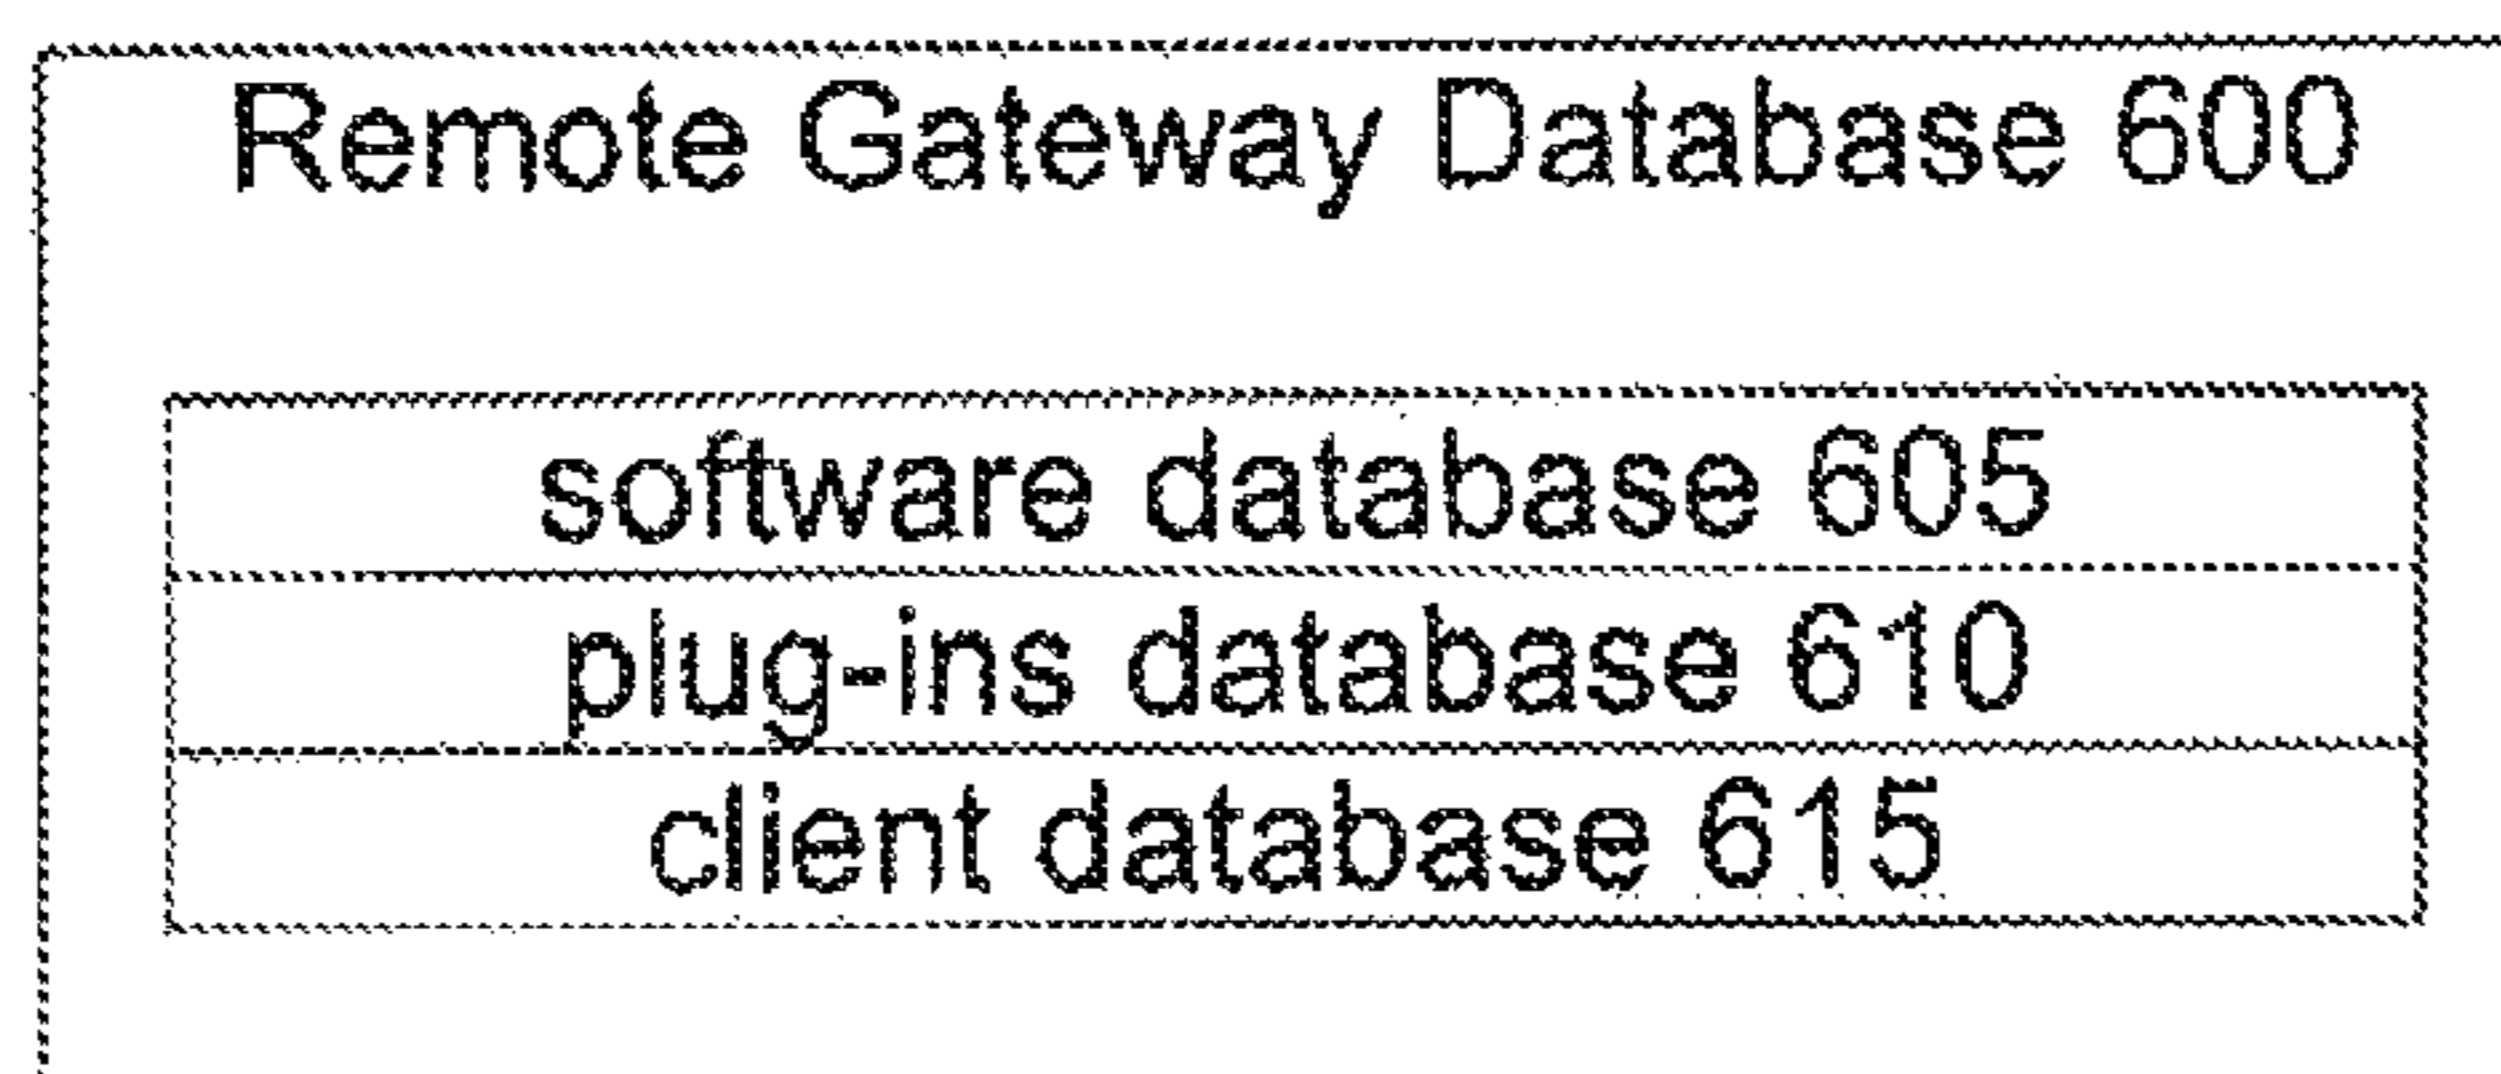 Remote Gateway Database 600
software database 605
plug-ins database 610
client database 615